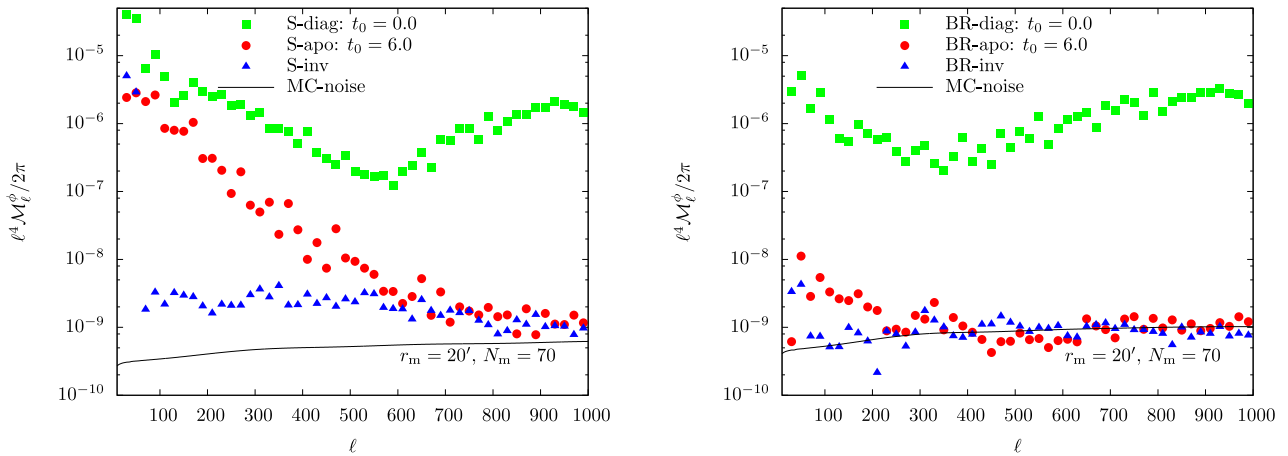 S-diag: t₀ = 0.0
S-apo: t₀ = 6.0
S-inv
MC-noise
10⁻⁵
10⁻⁶
10⁻⁷
10⁻⁸
10⁻⁹
10⁻¹⁰
ℓ⁴ℳ_ℓ^ϕ/2π
r_m = 20′, N_m = 70
100 200 300 400 500 600 700 800 900 1000
ℓ
BR-diag: t₀ = 0.0
BR-apo: t₀ = 6.0
BR-inv
MC-noise
10⁻⁵
10⁻⁶
10⁻⁷
10⁻⁸
10⁻⁹
10⁻¹⁰
ℓ⁴ℳ_ℓ^ϕ/2π
r_m = 20′, N_m = 70
100 200 300 400 500 600 700 800 900 1000
ℓ